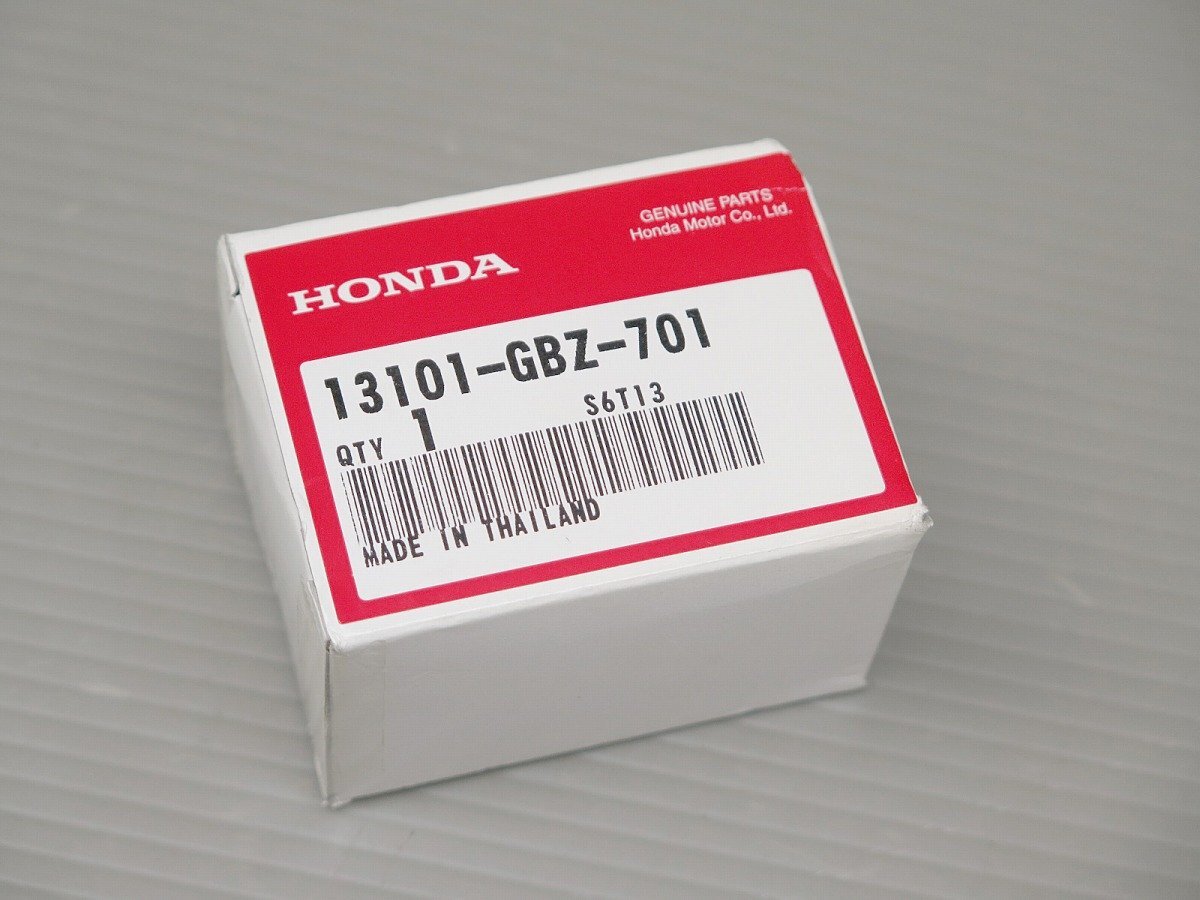 GENUINE PARTS
Honda Motor Co., Ltd.
HONDA
13101-GBZ-701
QTY 1 S6T13
MADE IN THAILAND